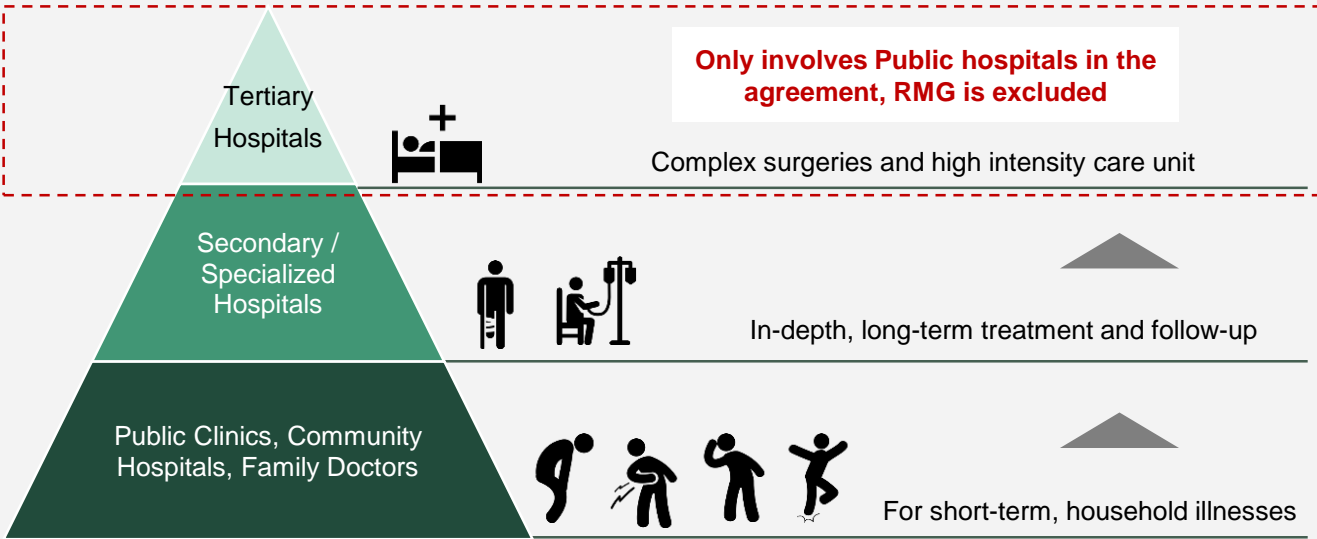 Only involves Public hospitals in the
agreement, RMG is excluded
Tertiary
Hospitals
Complex surgeries and high intensity care unit
Secondary /
Specialized
Hospitals
In-depth, long-term treatment and follow-up
Public Clinics, Community
Hospitals, Family Doctors
For short-term, household illnesses